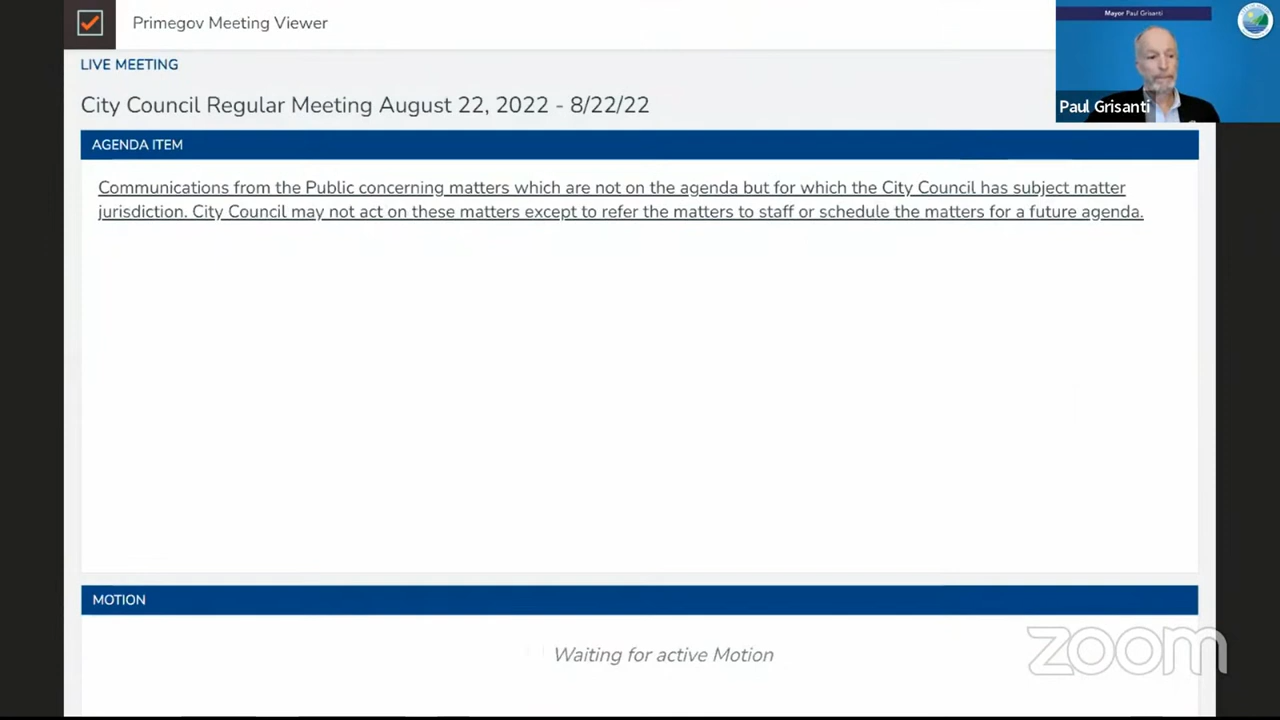 Primegov Meeting Viewer
Mayor Paul Grisanti
LIVE MEETING
City Council Regular Meeting August 22, 2022 - 8/22/22
Paul Grisanti
AGENDA ITEM
Communications from the Public concerning matters which are not on the agenda but for which the City Council has subject matter
jurisdiction. City Council may not act on these matters except to refer the matters to staff or schedule the matters for a future agenda.
MOTION
Waiting for active Motion
zoom